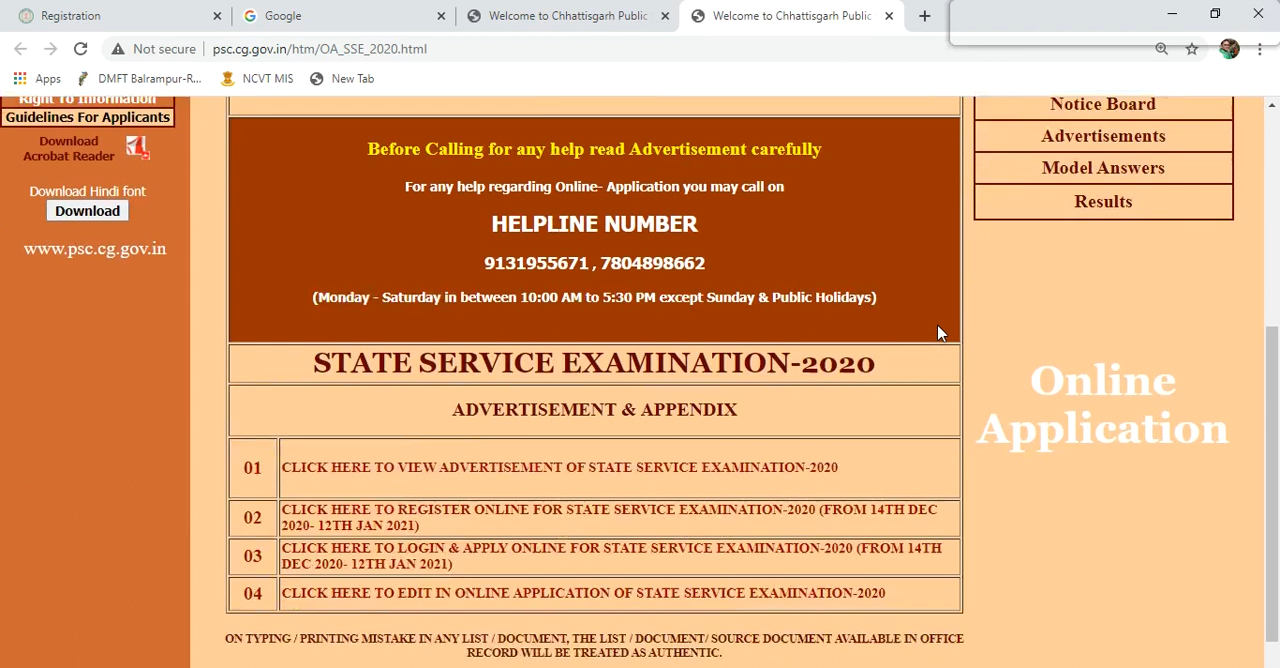 Registration
Google
Welcome to Chhattisgarh Public
Welcome to Chhattisgarh Public
Not secure
psc.cg.gov.in/htm/OA_SSE_2020.html
Apps
DMFT Balrampur-R...
NCVT MIS
New Tab
Right To Information
Guidelines For Applicants
Download
Acrobat Reader
Download Hindi font
Download
www.psc.cg.gov.in
Before Calling for any help read Advertisement carefully
For any help regarding Online- Application you may call on
HELPLINE NUMBER
9131955671 , 7804898662
(Monday - Saturday in between 10:00 AM to 5:30 PM except Sunday & Public Holidays)
STATE SERVICE EXAMINATION-2020
ADVERTISEMENT & APPENDIX
01 CLICK HERE TO VIEW ADVERTISEMENT OF STATE SERVICE EXAMINATION-2020
02 CLICK HERE TO REGISTER ONLINE FOR STATE SERVICE EXAMINATION-2020 (FROM 14TH DEC
2020- 12TH JAN 2021)
03 CLICK HERE TO LOGIN & APPLY ONLINE FOR STATE SERVICE EXAMINATION-2020 (FROM 14TH
DEC 2020- 12TH JAN 2021)
04 CLICK HERE TO EDIT IN ONLINE APPLICATION OF STATE SERVICE EXAMINATION-2020
ON TYPING / PRINTING MISTAKE IN ANY LIST / DOCUMENT, THE LIST / DOCUMENT/ SOURCE DOCUMENT AVAILABLE IN OFFICE
RECORD WILL BE TREATED AS AUTHENTIC.
Notice Board
Advertisements
Model Answers
Results
Online
Application